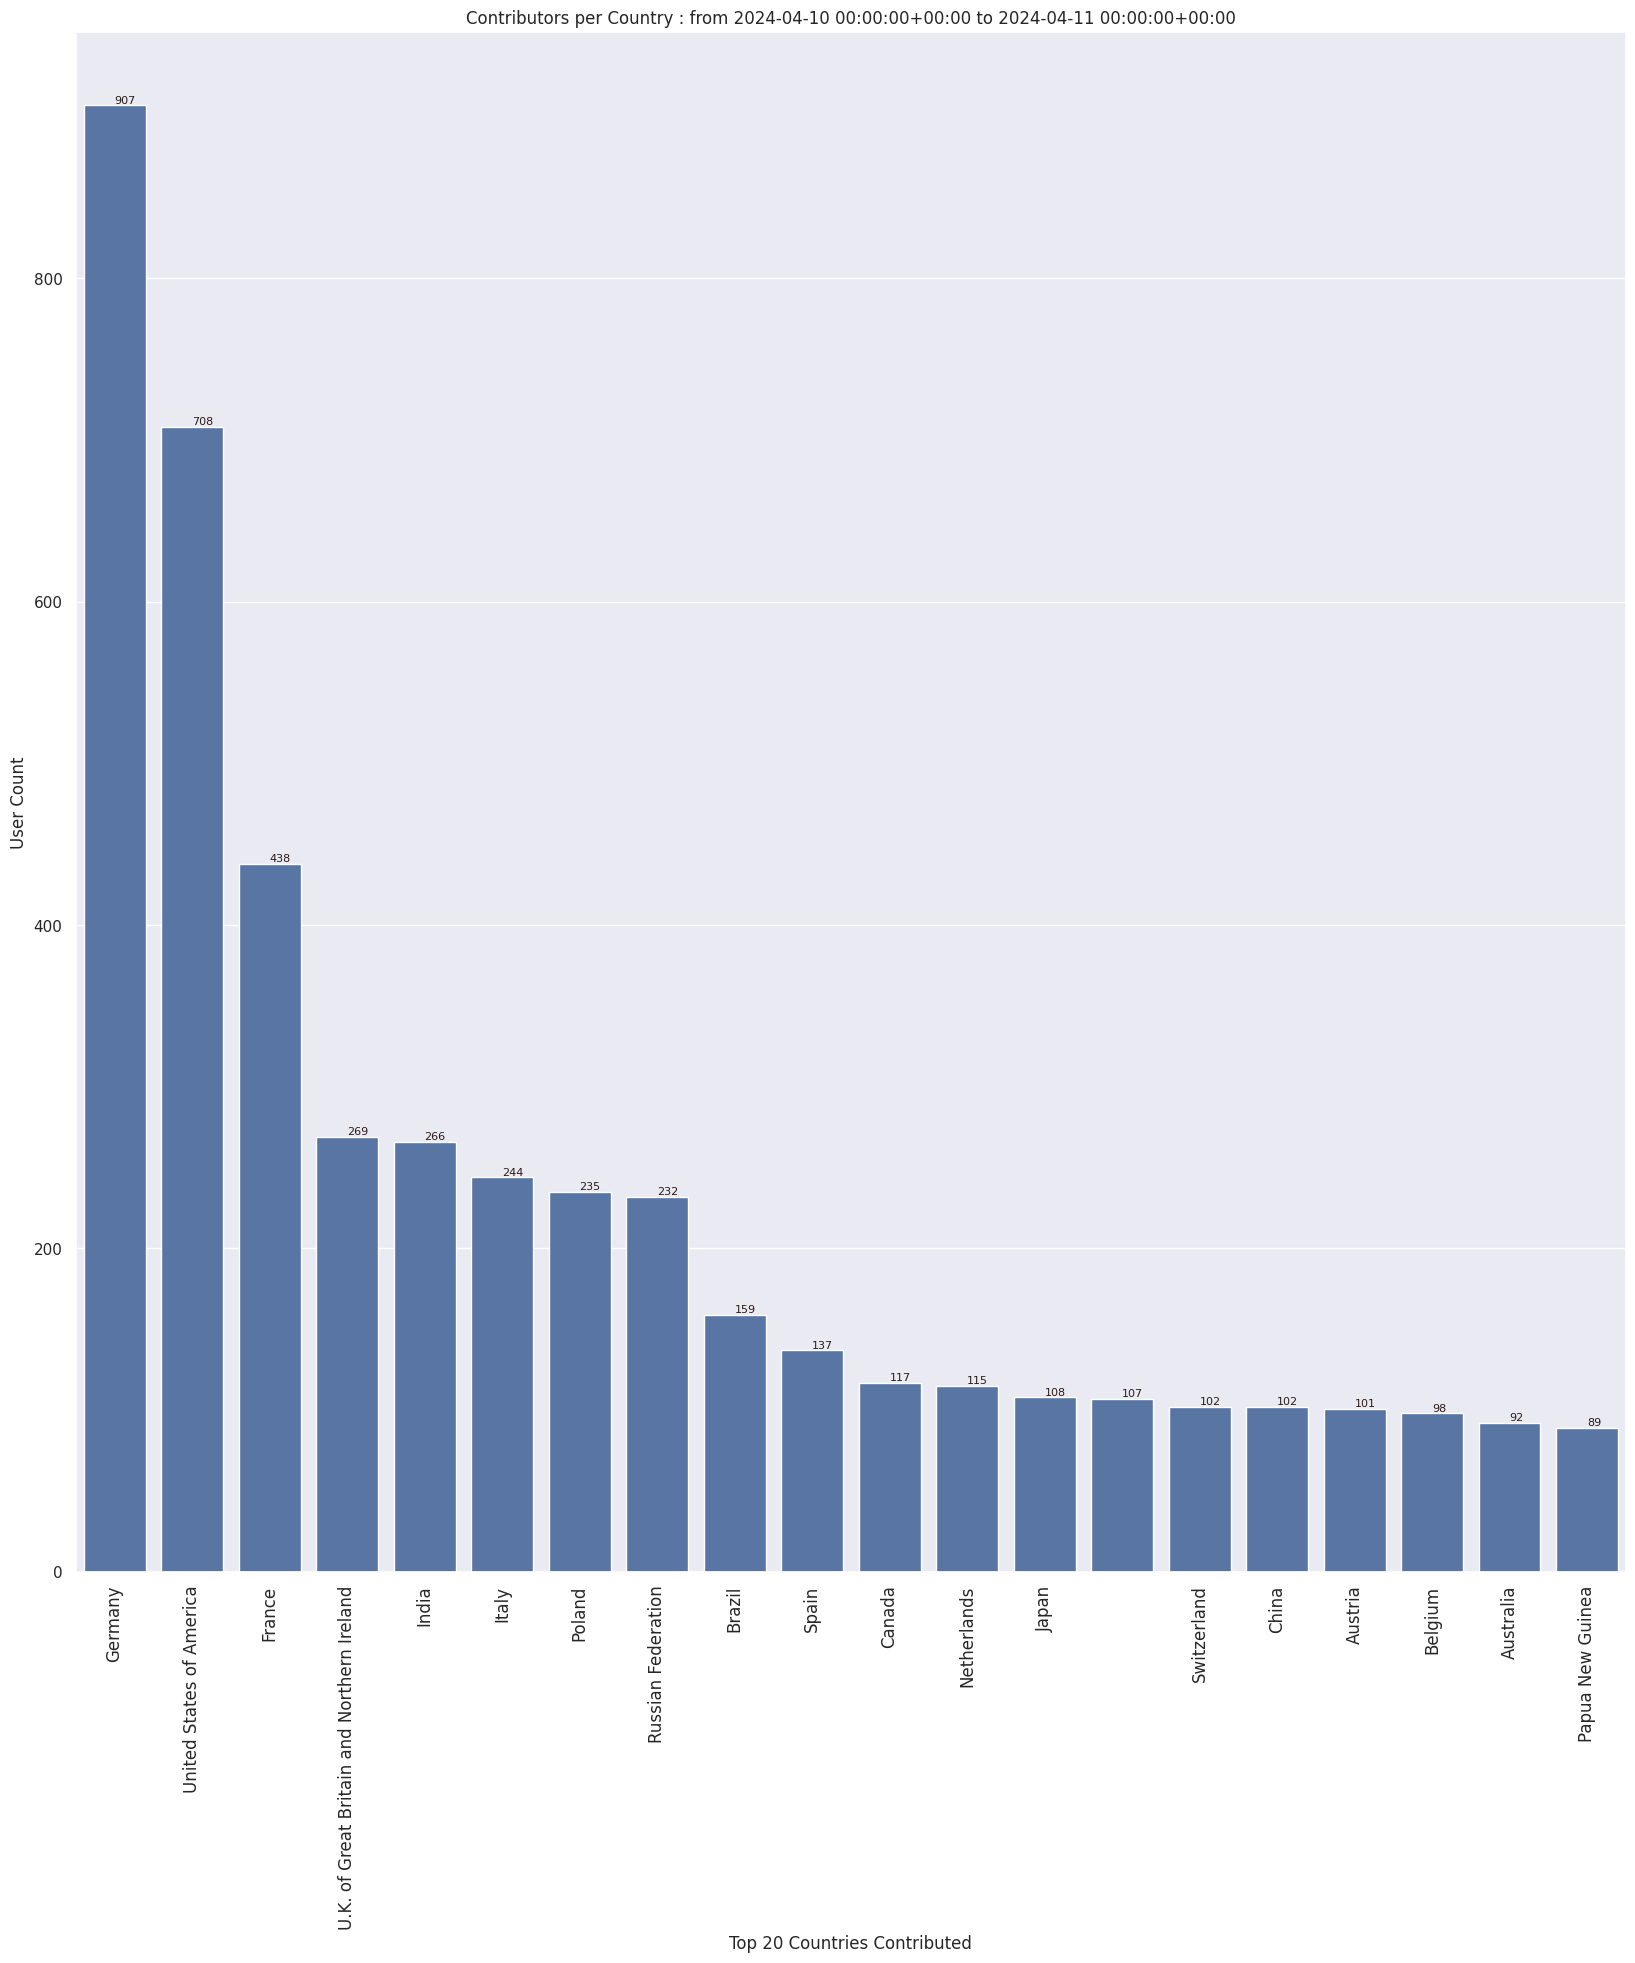 Contributors per Country : from 2024-04-10 00:00:00+00:00 to 2024-04-11 00:00:00+00:00
User Count
800
600
400
200
0
907
708
438
269
266
244
235
232
159
137
117
115
108
107
102
102
101
98
92
89
Germany
United States of America
France
U.K. of Great Britain and Northern Ireland
India
Italy
Poland
Russian Federation
Brazil
Spain
Canada
Netherlands
Japan
Switzerland
China
Austria
Belgium
Australia
Papua New Guinea
Top 20 Countries Contributed